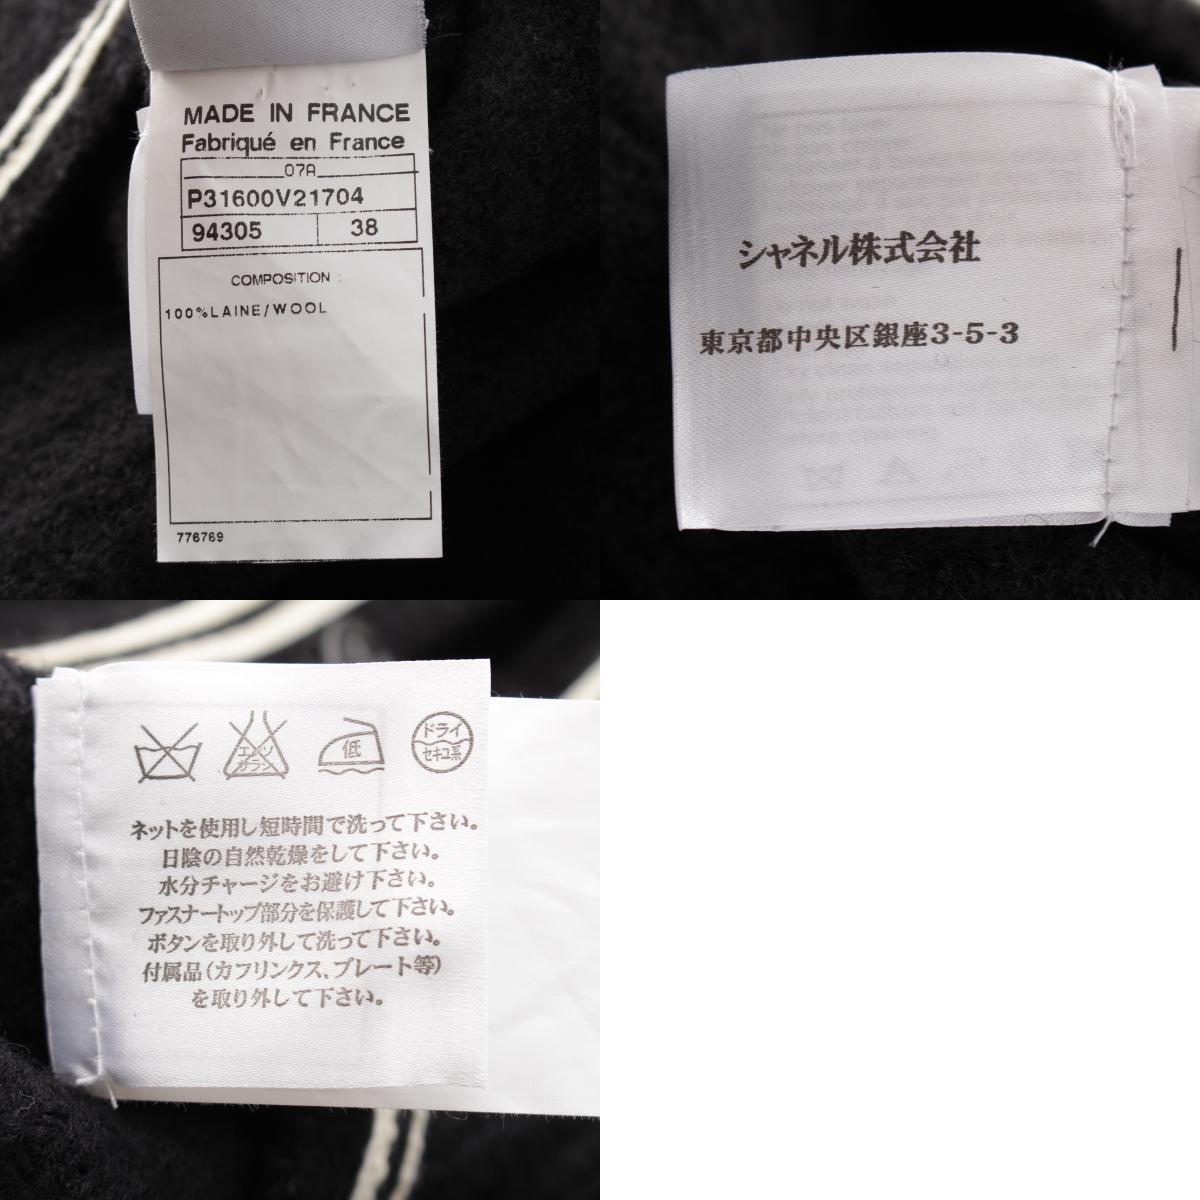 MADE IN FRANCE
Fabriqué en France
07A
P31600V21704
94305 38
COMPOSITION :
100%LAINE/WOOL
776769
シャネル株式会社
東京都中央区銀座3-5-3
エンソ
サラシ
低
ドライ
セキユ系
ネットを使用し短時間で洗って下さい。
日陰の自然乾燥をして下さい。
水分チャージをお避け下さい。
ファスナートップ部分を保護して下さい。
ボタンを取り外して洗って下さい。
付属品(カフリンクス、プレート等)
を取り外して下さい。